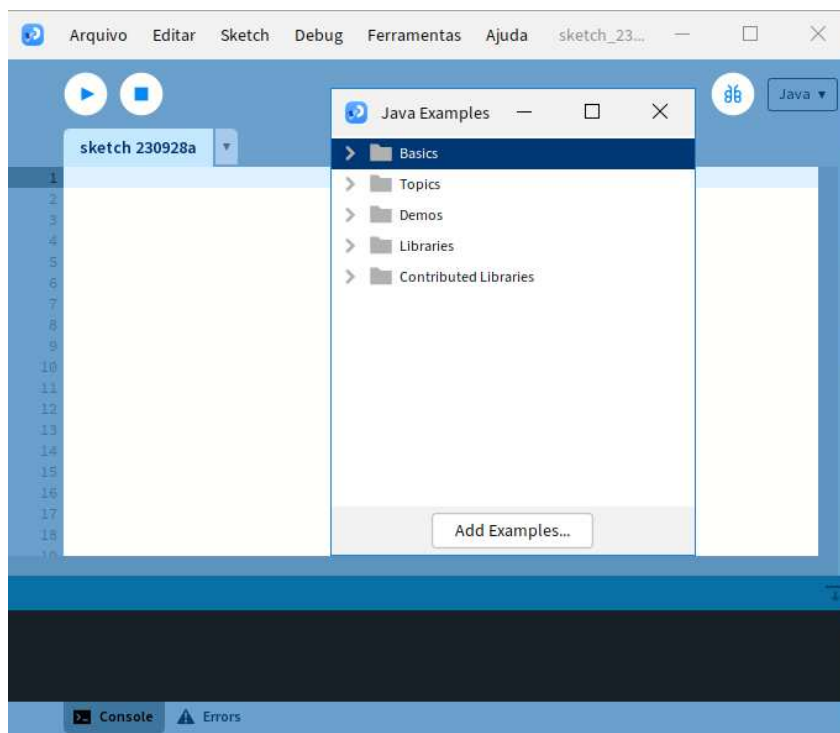 Arquivo Editar Sketch Debug Ferramentas Ajuda sketch_23...
Java ▾
Java Examples
sketch 230928a
Basics
Topics
Demos
Libraries
Contributed Libraries
1
2
3
4
5
6
7
8
9
10
11
12
13
14
15
16
17
18
19
Add Examples...
Console Errors